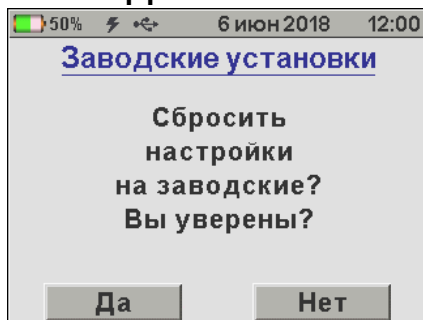 50% 6 июн 2018 12:00
Заводские установки
Сбросить
настройки
на заводские?
Вы уверены?
Да Нет